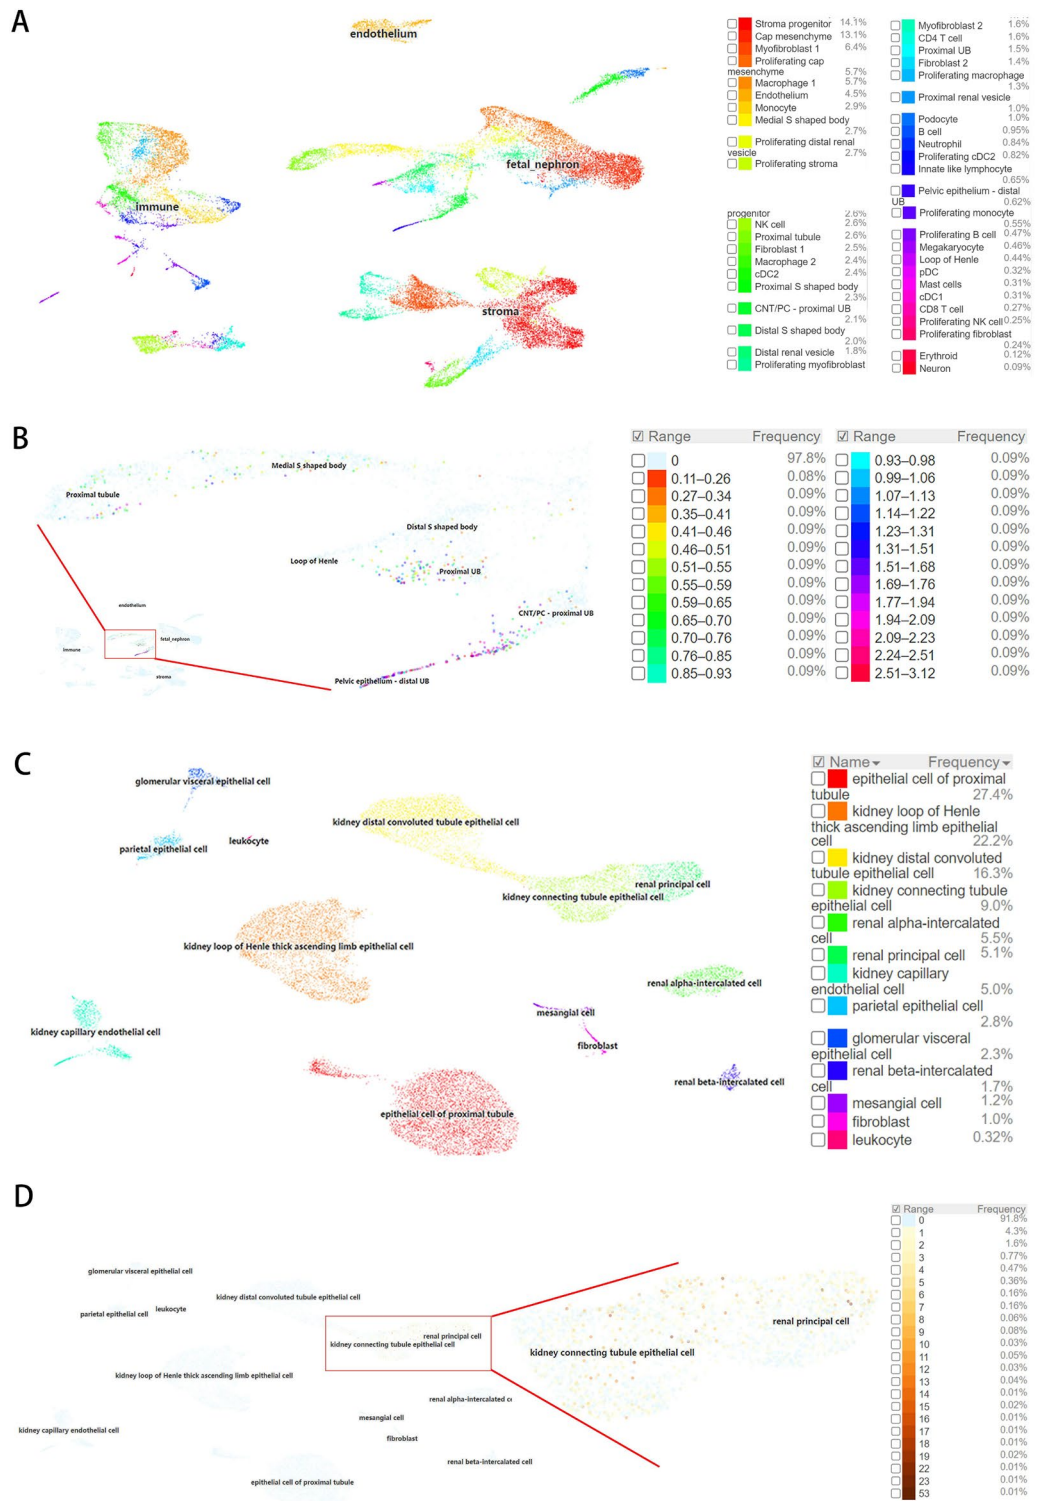 A
endothelium
fetal_nephron
immune
stroma
Stroma progenitor 14.1%
Cap mesenchyme 13.1%
Myofibroblast 1 6.4%
Proliferating cap
mesenchyme 5.7%
Macrophage 1 5.7%
Endothelium 4.5%
Monocyte 2.9%
Medial S shaped body
2.7%
Proliferating distal renal
vesicle 2.7%
Proliferating stroma
progenitor 2.6%
NK cell 2.6%
Proximal tubule 2.6%
Fibroblast 1 2.5%
Macrophage 2 2.4%
cDC2 2.4%
Proximal S shaped body
2.3%
CNT/PC - proximal UB
2.1%
Distal S shaped body
2.0%
Distal renal vesicle 1.8%
Proliferating myofibroblast
Myofibroblast 2 1.6%
CD4 T cell 1.6%
Proximal UB 1.5%
Fibroblast 2 1.4%
Proliferating macrophage
1.3%
Proximal renal vesicle
1.0%
Podocyte 1.0%
B cell 0.95%
Neutrophil 0.84%
Proliferating cDC2 0.82%
Innate like lymphocyte
0.65%
Pelvic epithelium - distal
UB 0.62%
Proliferating monocyte
0.55%
Proliferating B cell 0.47%
Megakaryocyte 0.46%
Loop of Henle 0.44%
pDC 0.32%
Mast cells 0.31%
cDC1 0.31%
CD8 T cell 0.27%
Proliferating NK cell 0.25%
Proliferating fibroblast
0.24%
Erythroid 0.12%
Neuron 0.09%
B
Medial S shaped body
Proximal tubule
Distal S shaped body
Loop of Henle
Proximal UB
CNT/PC - proximal UB
Pelvic epithelium - distal UB
endothelium
fetal_nephron
immune
stroma
Range Frequency
0 97.8%
0.11–0.26 0.08%
0.27–0.34 0.09%
0.35–0.41 0.09%
0.41–0.46 0.09%
0.46–0.51 0.09%
0.51–0.55 0.09%
0.55–0.59 0.09%
0.59–0.65 0.09%
0.65–0.70 0.09%
0.70–0.76 0.09%
0.76–0.85 0.09%
0.85–0.93 0.09%
Range Frequency
0.93–0.98 0.09%
0.99–1.06 0.09%
1.07–1.13 0.09%
1.14–1.22 0.09%
1.23–1.31 0.09%
1.31–1.51 0.09%
1.51–1.68 0.09%
1.69–1.76 0.09%
1.77–1.94 0.09%
1.94–2.09 0.09%
2.09–2.23 0.09%
2.24–2.51 0.09%
2.51–3.12 0.09%
C
glomerular visceral epithelial cell
parietal epithelial cell
leukocyte
kidney distal convoluted tubule epithelial cell
renal principal cell
kidney connecting tubule epithelial cell
kidney loop of Henle thick ascending limb epithelial cell
renal alpha-intercalated cell
mesangial cell
kidney capillary endothelial cell
fibroblast
renal beta-intercalated cell
epithelial cell of proximal tubule
Name Frequency
epithelial cell of proximal
tubule 27.4%
kidney loop of Henle
thick ascending limb epithelial
cell 22.2%
kidney distal convoluted
tubule epithelial cell 16.3%
kidney connecting tubule
epithelial cell 9.0%
renal alpha-intercalated
cell 5.5%
renal principal cell 5.1%
kidney capillary
endothelial cell 5.0%
parietal epithelial cell
2.8%
glomerular visceral
epithelial cell 2.3%
renal beta-intercalated
cell 1.7%
mesangial cell 1.2%
fibroblast 1.0%
leukocyte 0.32%
D
glomerular visceral epithelial cell
kidney distal convoluted tubule epithelial cell
parietal epithelial cell
leukocyte
renal principal cell
kidney connecting tubule epithelial cell
kidney loop of Henle thick ascending limb epithelial cell
renal alpha-intercalated c
mesangial cell
kidney capillary endothelial cell
fibroblast
renal beta-intercalated cell
epithelial cell of proximal tubule
renal principal cell
kidney connecting tubule epithelial cell
Range Frequency
0 91.8%
1 4.3%
2 1.6%
3 0.77%
4 0.47%
5 0.36%
6 0.16%
7 0.16%
8 0.06%
9 0.08%
10 0.03%
11 0.05%
12 0.03%
13 0.04%
14 0.01%
15 0.02%
16 0.01%
17 0.01%
18 0.01%
19 0.02%
22 0.01%
23 0.01%
53 0.01%